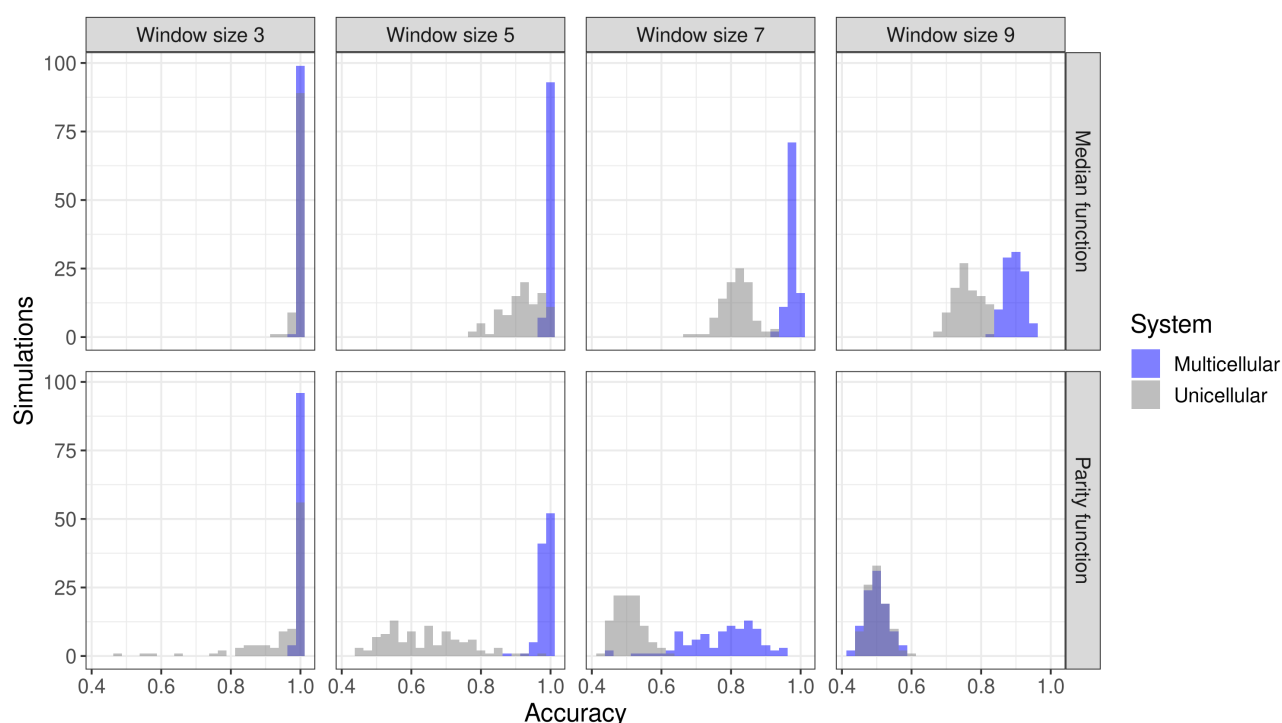 Window size 3
Window size 5
Window size 7
Window size 9
100
75
50
25
0
Median function
100
75
50
25
0
Parity function
Simulations
0.4 0.6 0.8 1.0
0.4 0.6 0.8 1.0
0.4 0.6 0.8 1.0
0.4 0.6 0.8 1.0
Accuracy
System
Multicellular
Unicellular